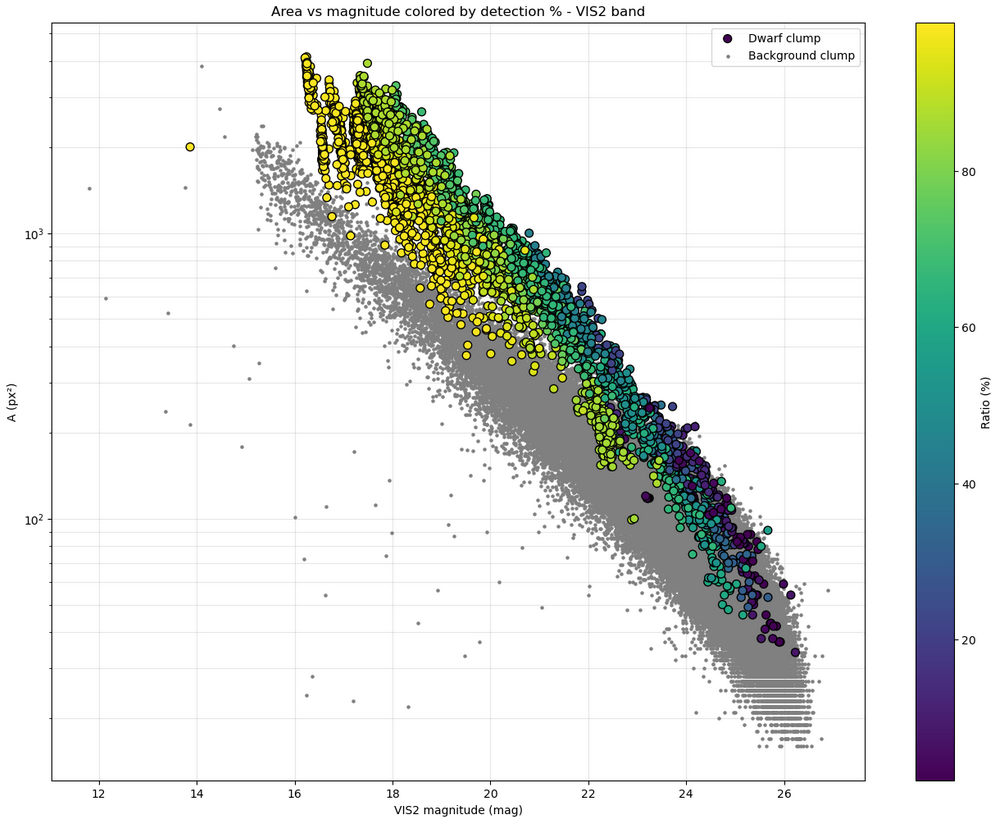 Area vs magnitude colored by detection % - VIS2 band
Dwarf clump
Background clump
A (px²)
10³
10²
12 14 16 18 20 22 24 26
VIS2 magnitude (mag)
80
60
40
20
Ratio (%)